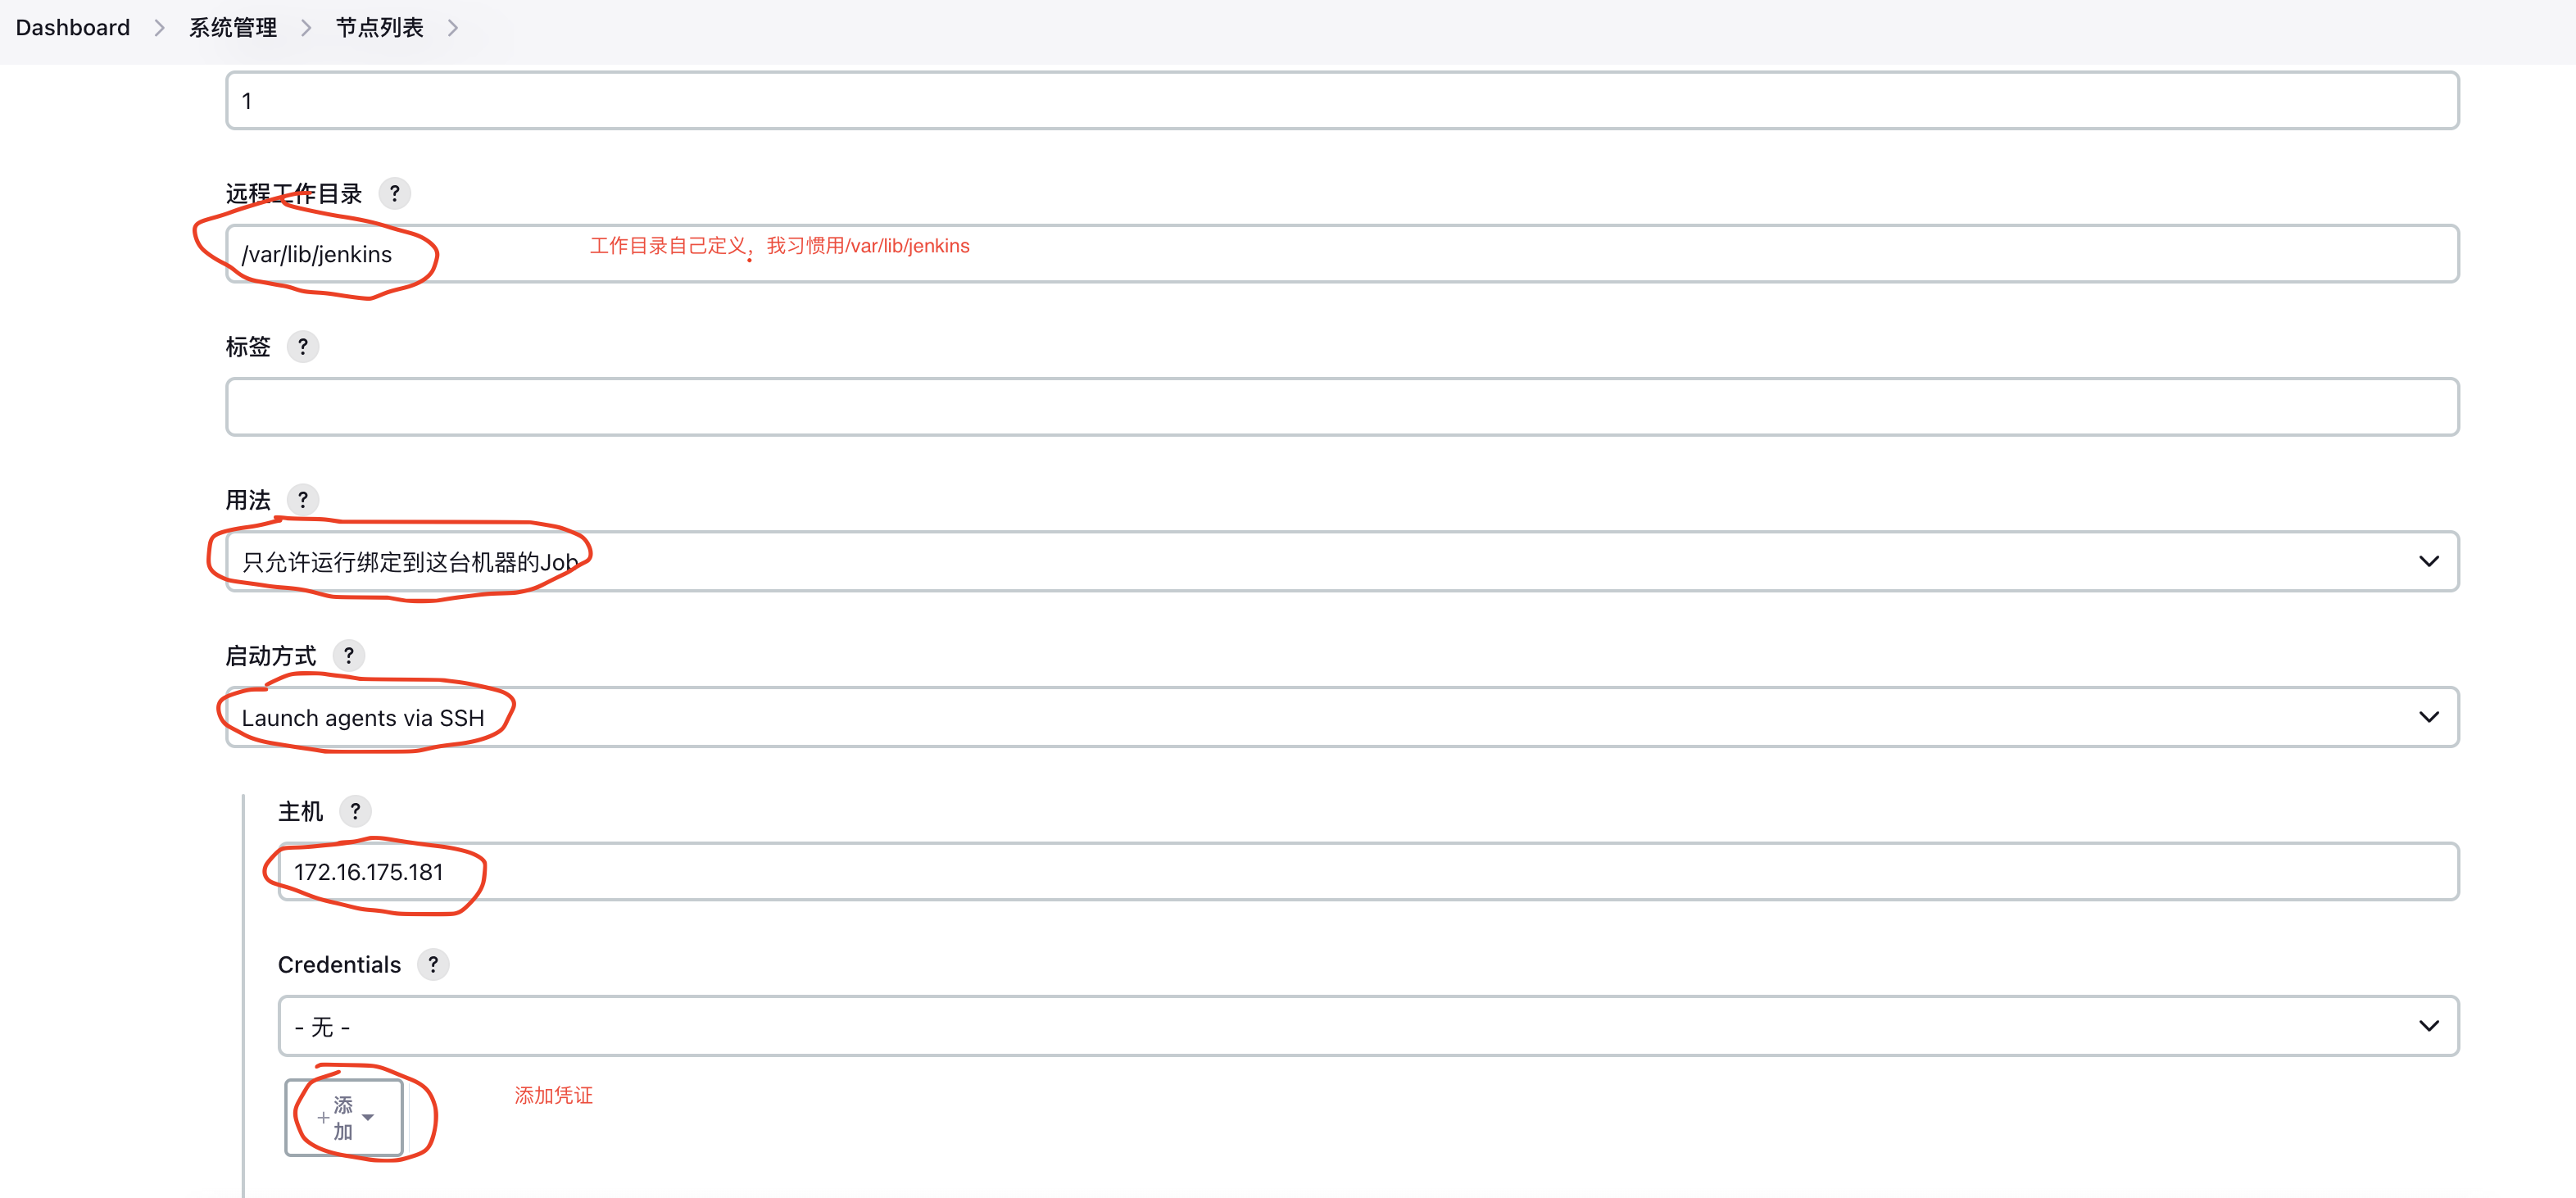 Dashboard > 系统管理 > 节点列表 >
1
远程工作目录 ?
/var/lib/jenkins
工作目录自己定义，我习惯用/var/lib/jenkins
标签 ?
用法 ?
只允许运行绑定到这台机器的Job
启动方式 ?
Launch agents via SSH
主机 ?
172.16.175.181
Credentials ?
- 无 -
+ 添
加
添加凭证